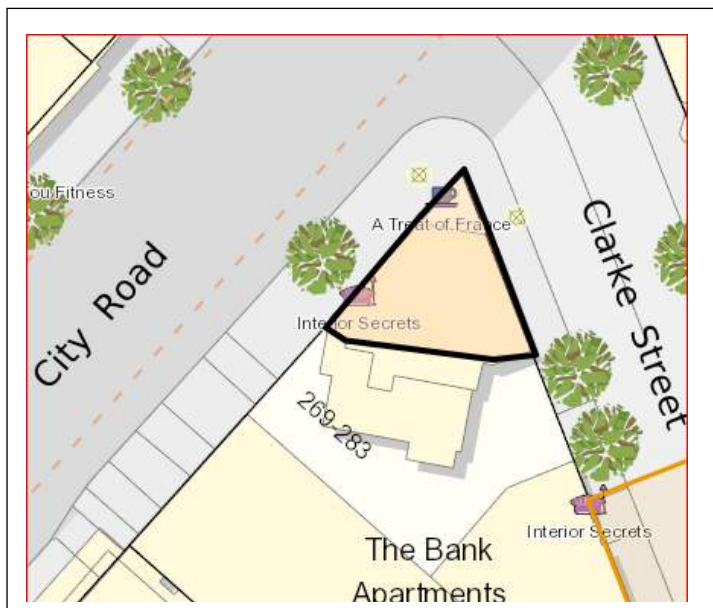 ou Fitness
A Treat of France
City Road
Interior Secrets
Clarke Street
269-283
Interior Secrets
The Bank
Apartments